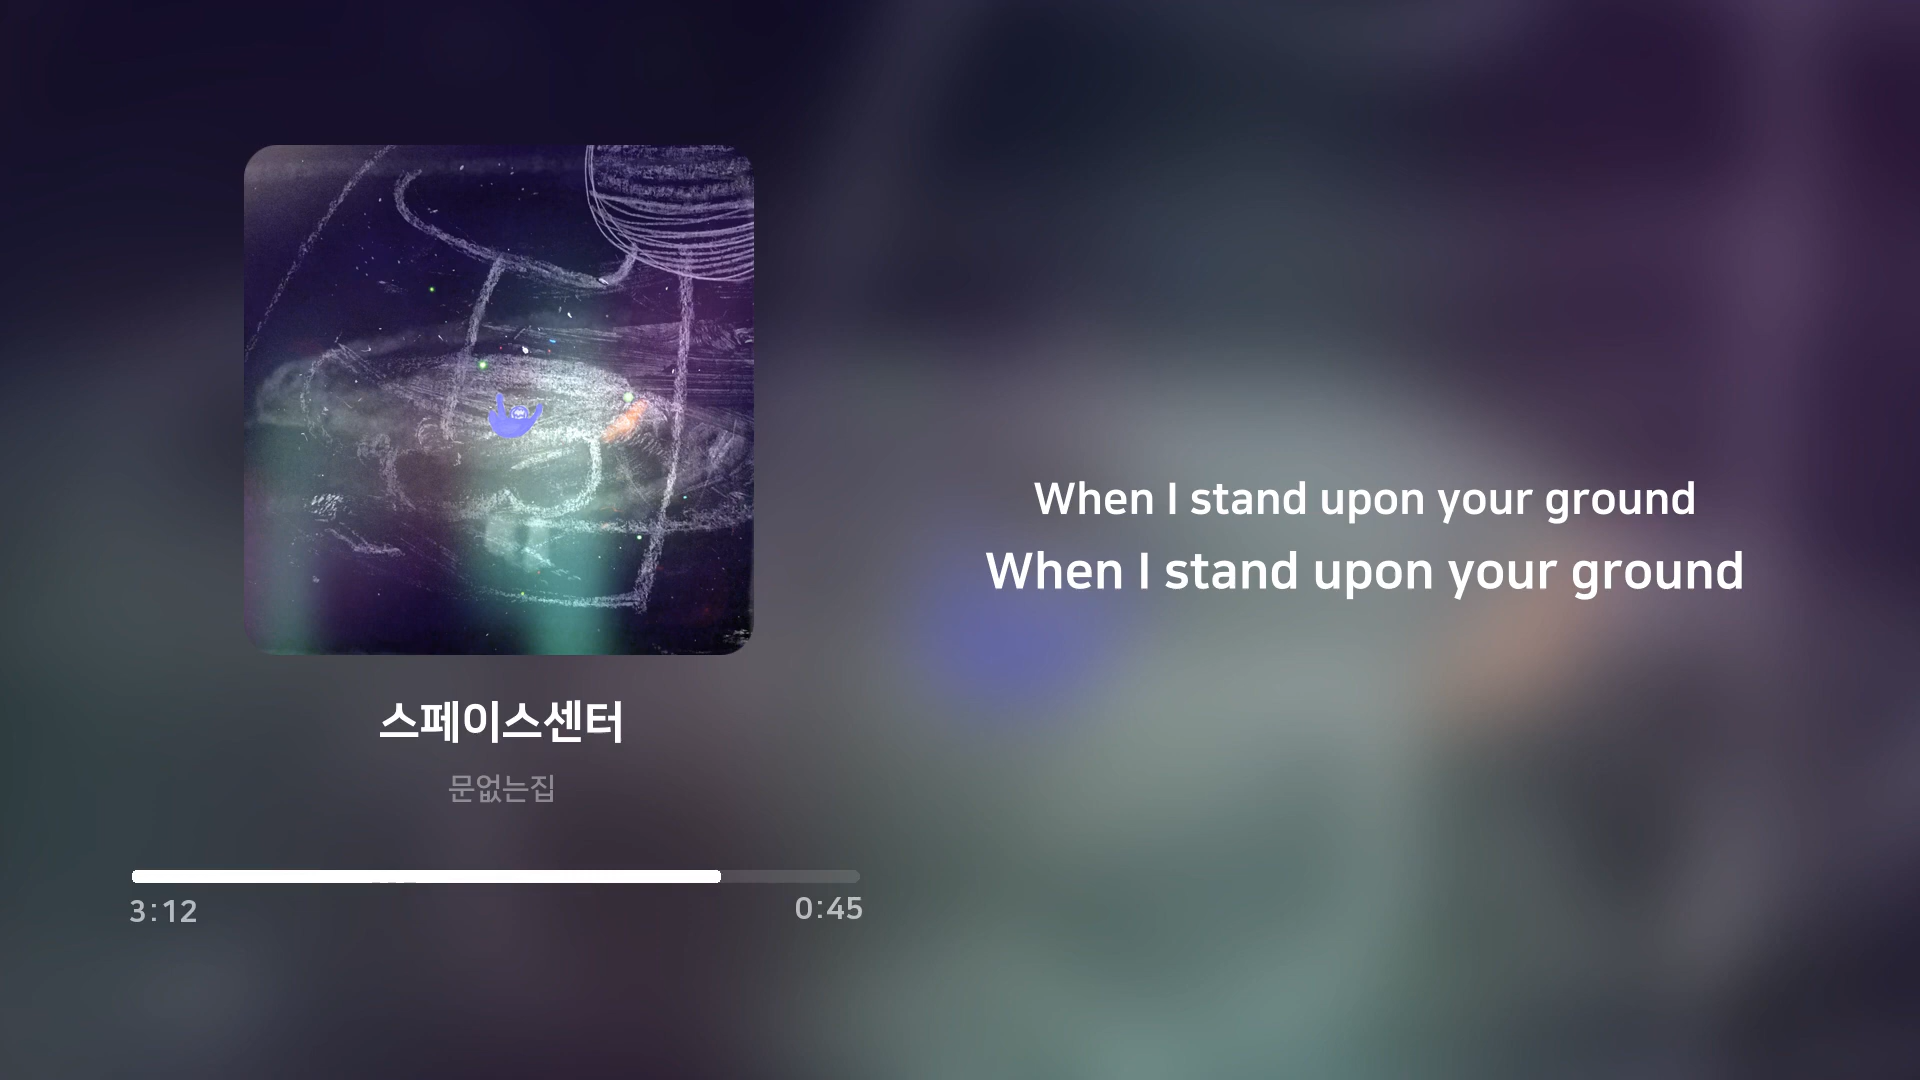 스페이스센터
문없는집
3:12
0:45
When I stand upon your ground
When I stand upon your ground